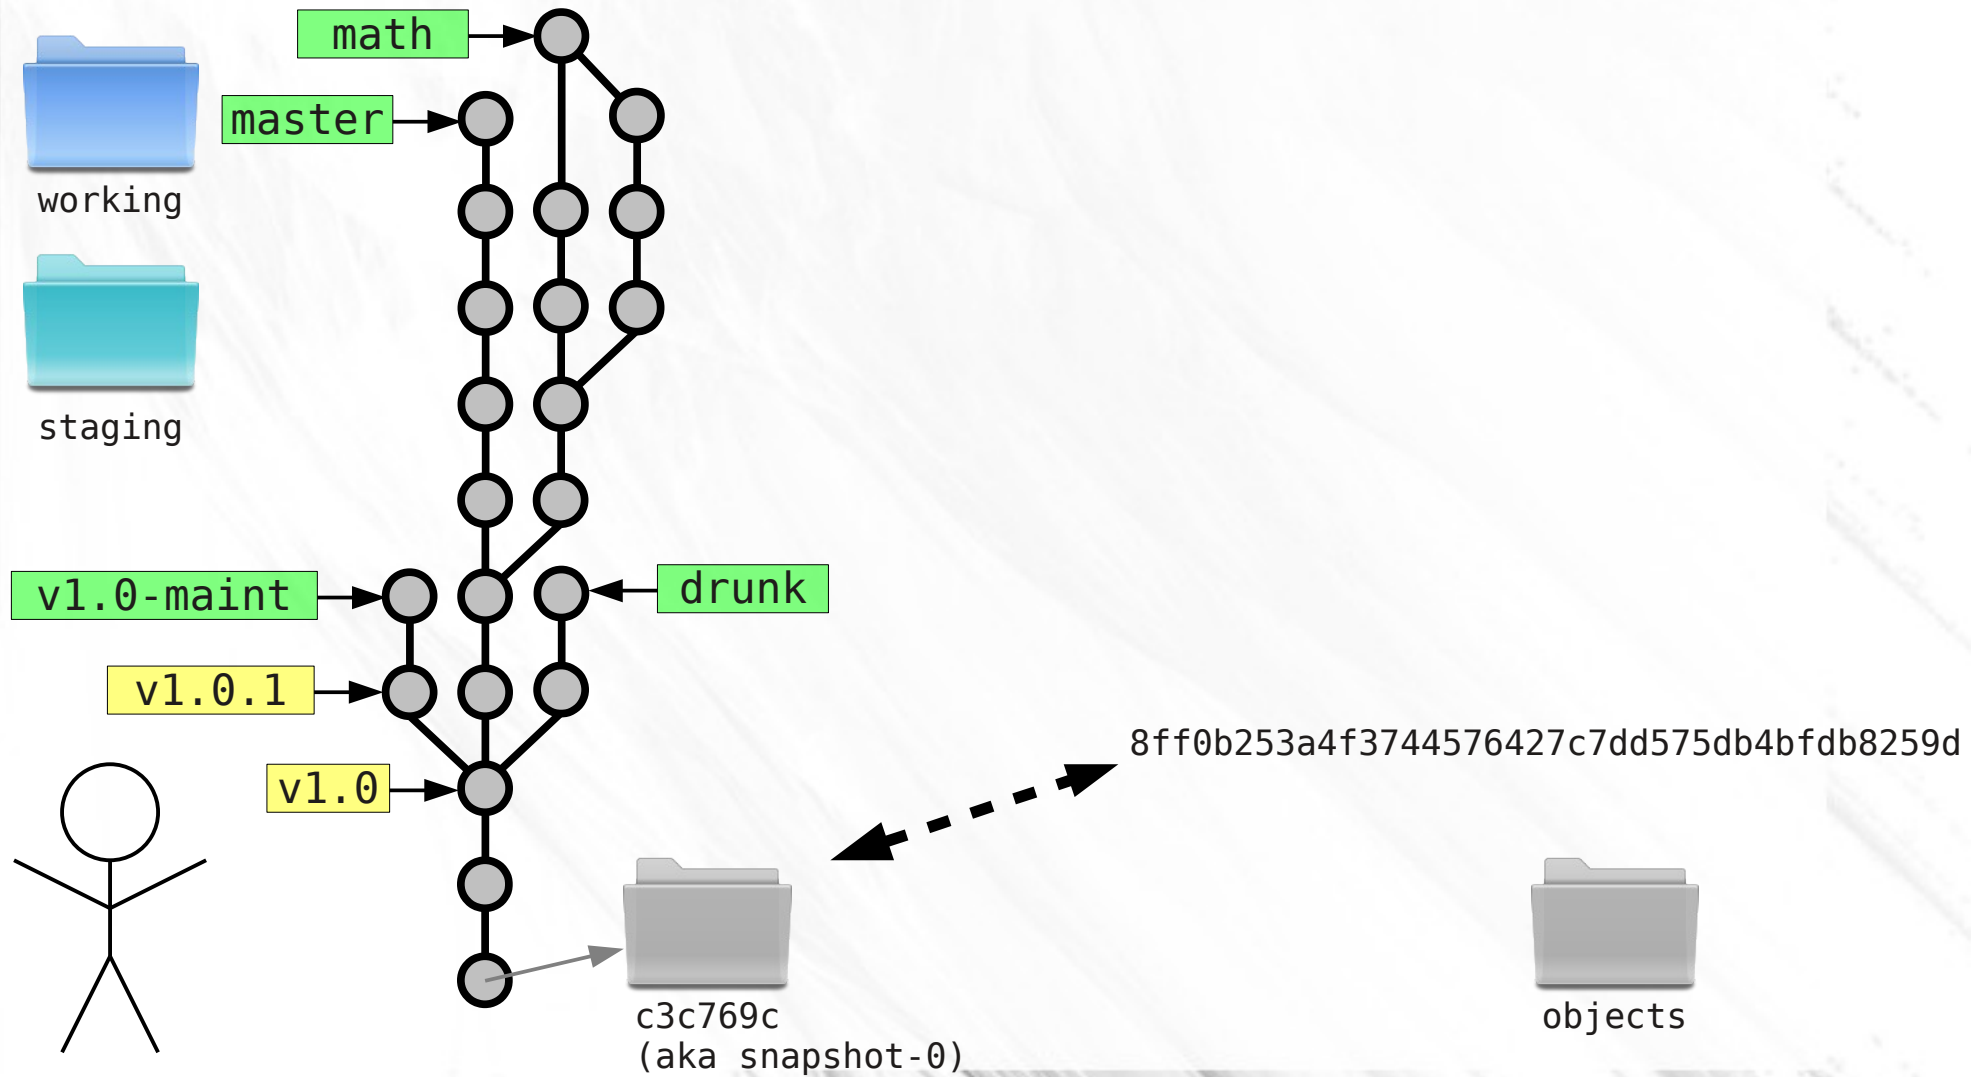 math
master
working
staging
v1.0-maint
drunk
v1.0.1
8ff0b253a4f3744576427c7dd575db4bfdb8259d
v1.0
c3c769c
(aka snapshot-0)
objects